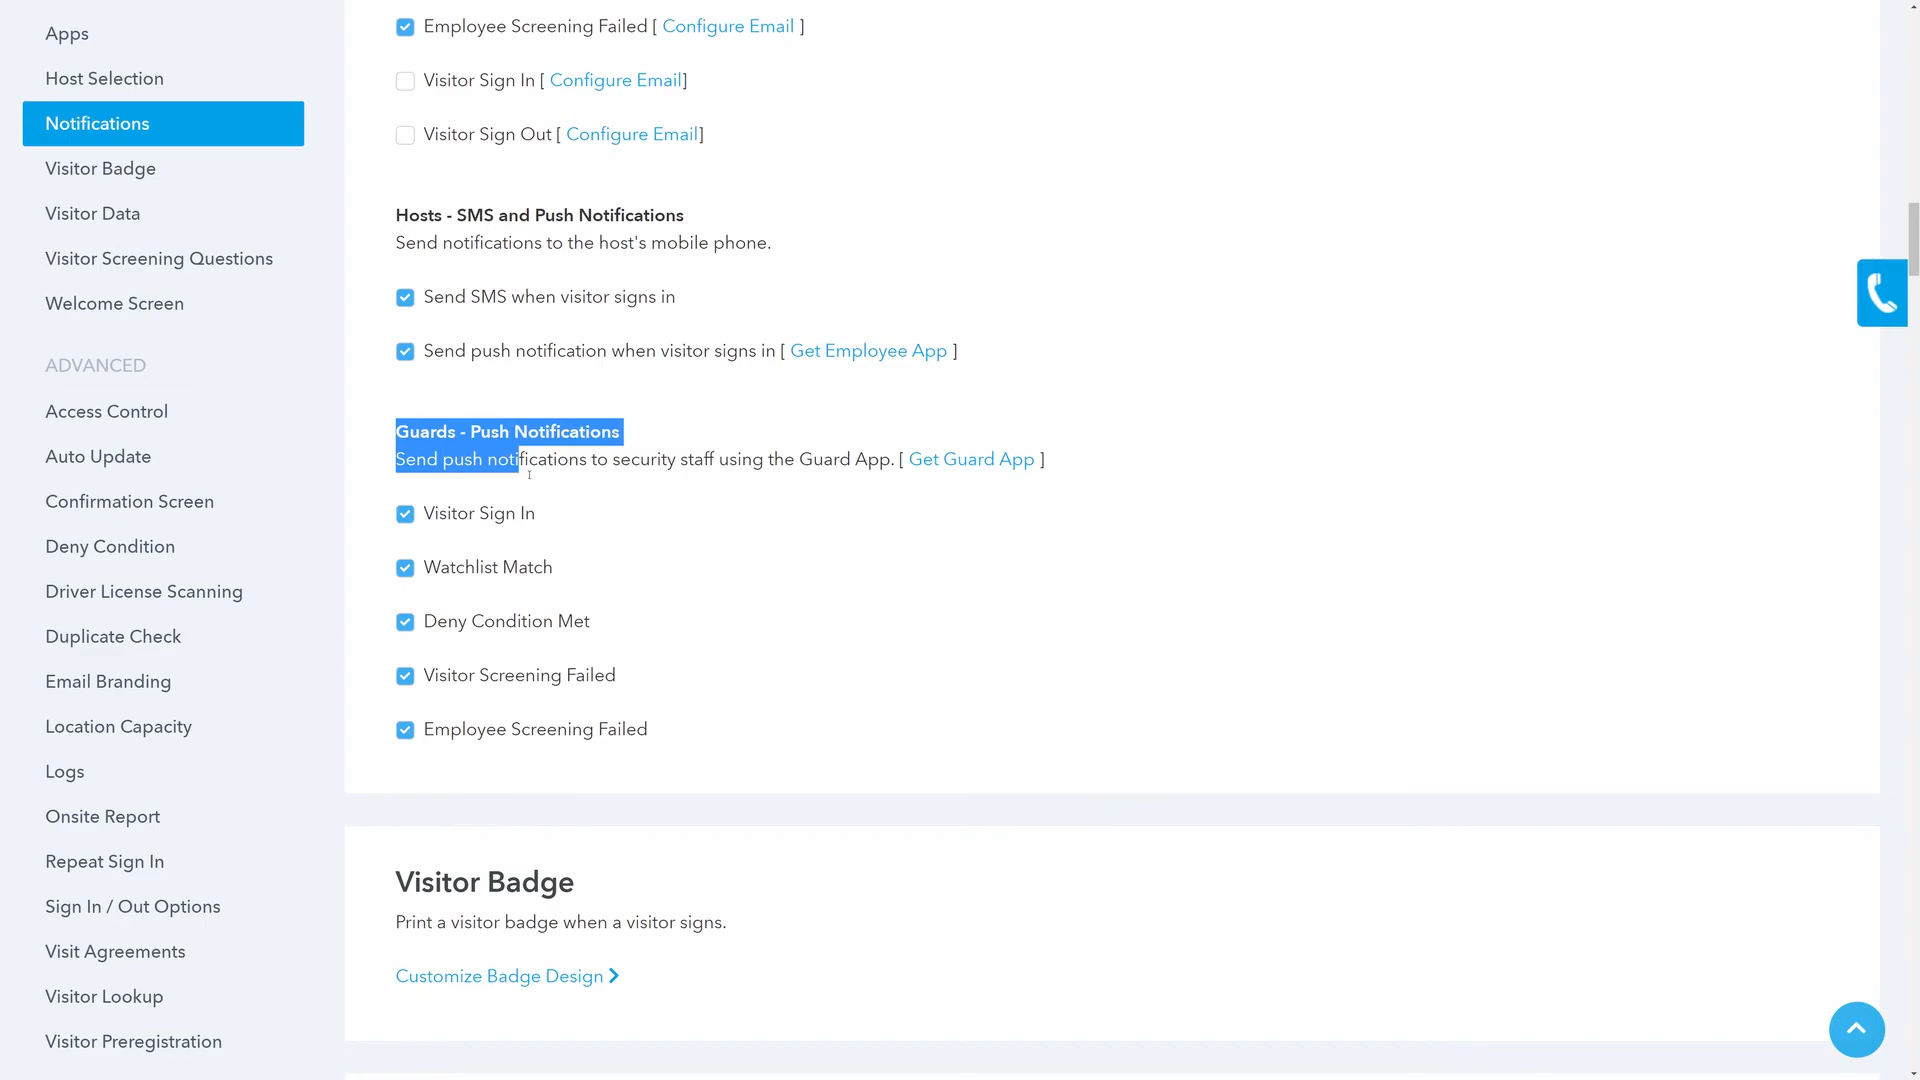 Apps
Host Selection
Notifications
Visitor Badge
Visitor Data
Visitor Screening Questions
Welcome Screen
ADVANCED
Access Control
Auto Update
Confirmation Screen
Deny Condition
Driver License Scanning
Duplicate Check
Email Branding
Location Capacity
Logs
Onsite Report
Repeat Sign In
Sign In / Out Options
Visit Agreements
Visitor Lookup
Visitor Preregistration
Employee Screening Failed [ Configure Email ]
Visitor Sign In [ Configure Email]
Visitor Sign Out [ Configure Email]
Hosts - SMS and Push Notifications
Send notifications to the host's mobile phone.
Send SMS when visitor signs in
Send push notification when visitor signs in [ Get Employee App ]
Guards - Push Notifications
Send push notifications to security staff using the Guard App. [ Get Guard App ]
Visitor Sign In
Watchlist Match
Deny Condition Met
Visitor Screening Failed
Employee Screening Failed
Visitor Badge
Print a visitor badge when a visitor signs.
Customize Badge Design